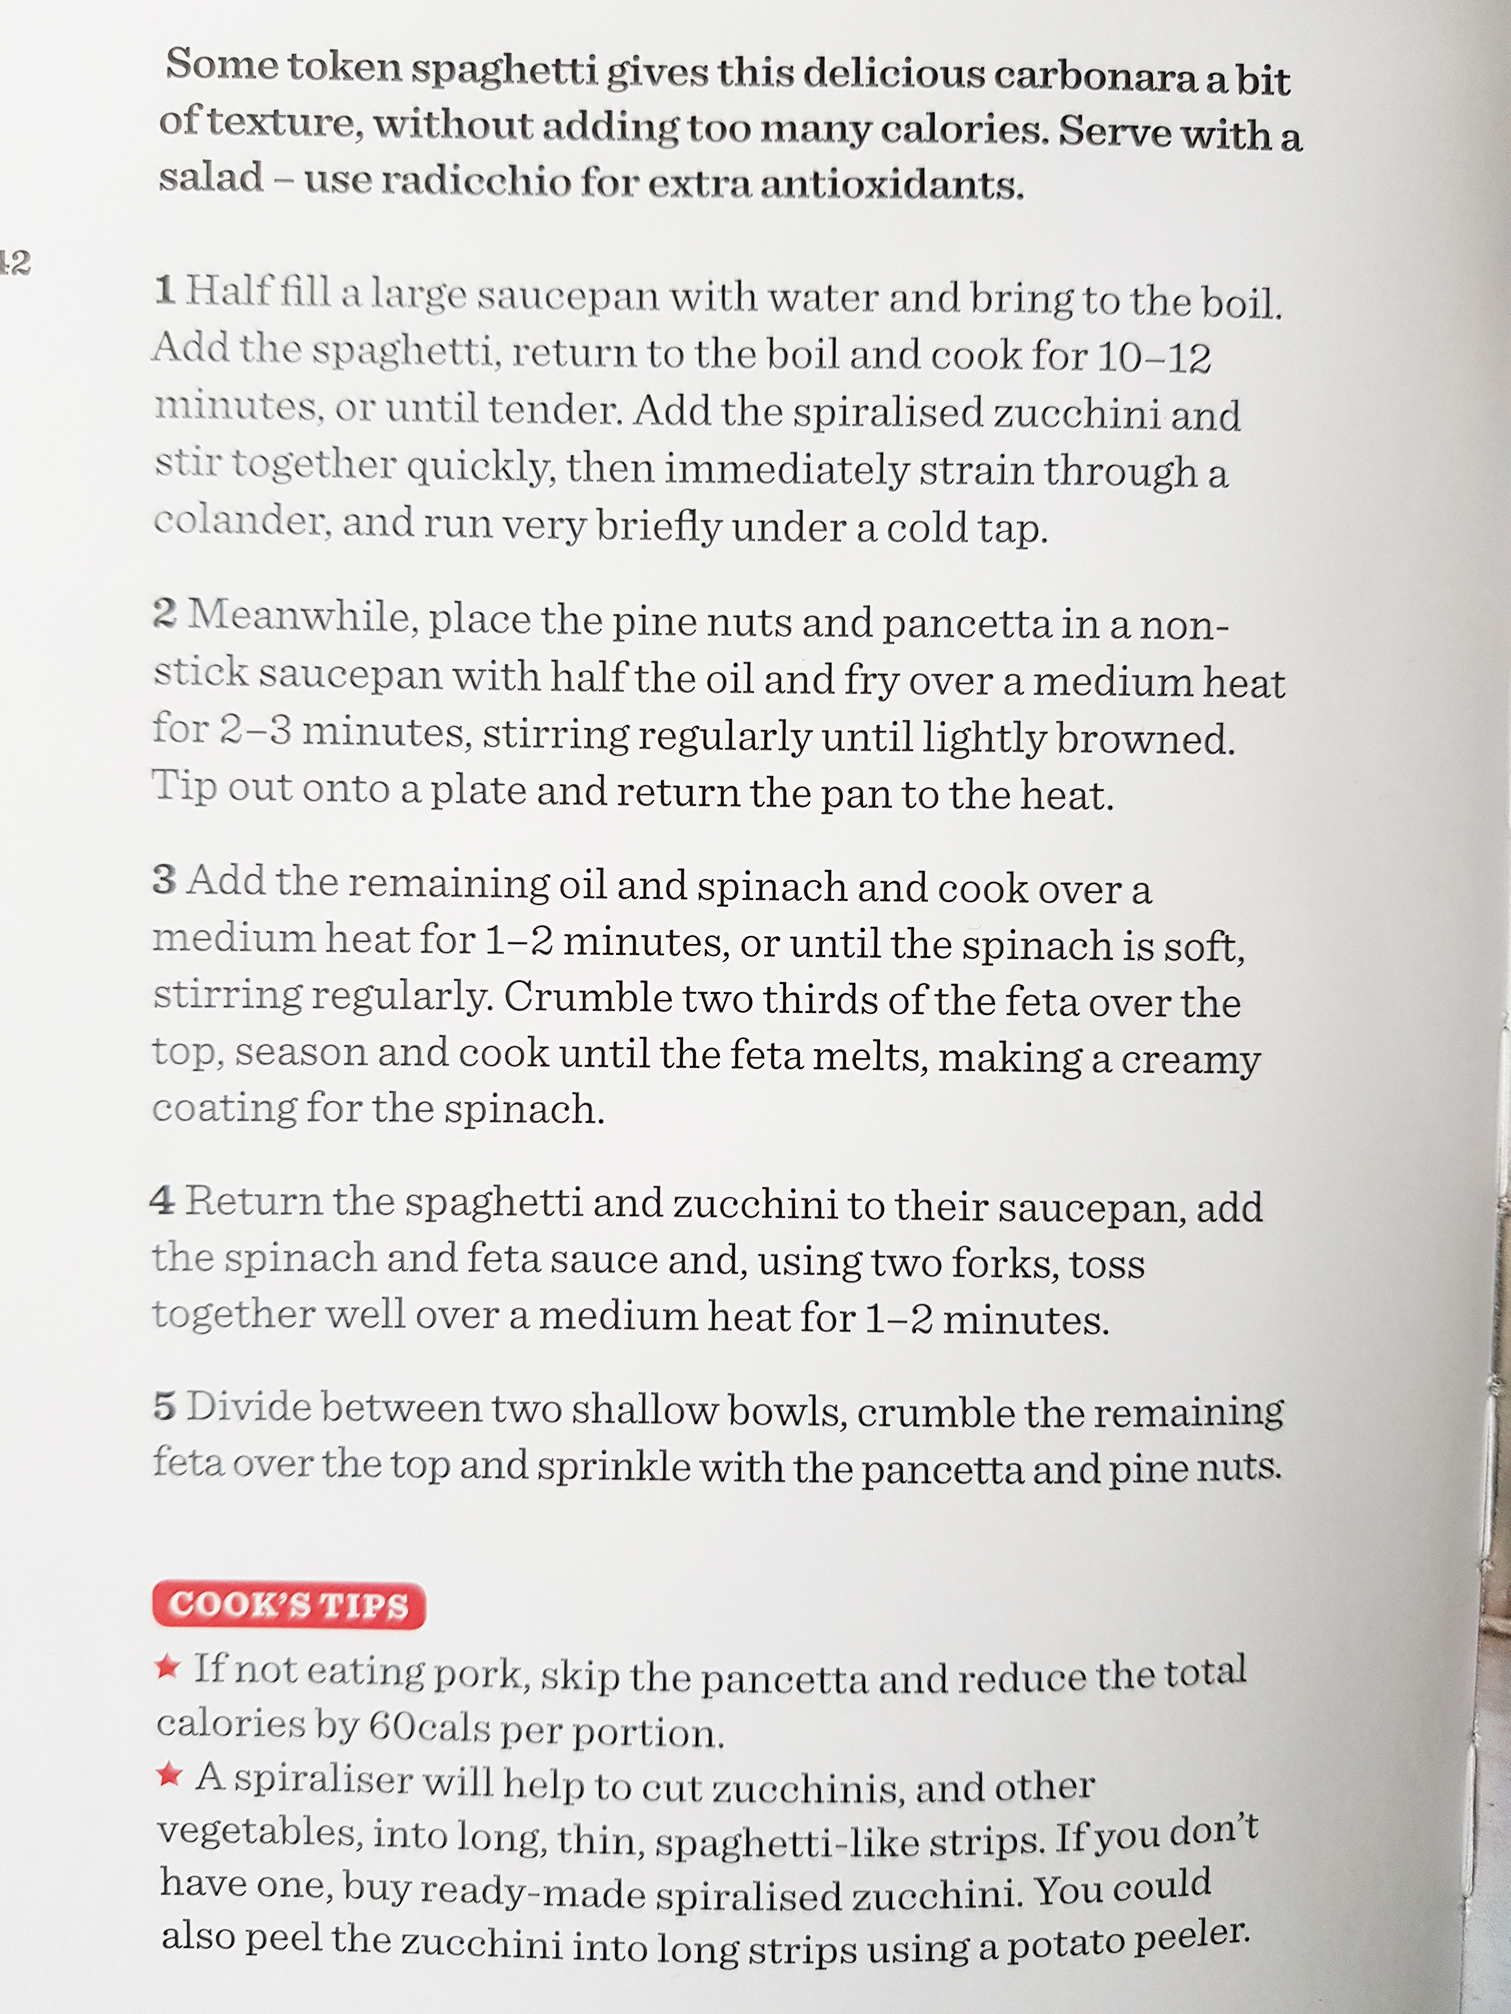 Some token spaghetti gives this delicious carbonara a bit
of texture, without adding too many calories. Serve with a
salad – use radicchio for extra antioxidants.
42
1 Half fill a large saucepan with water and bring to the boil.
Add the spaghetti, return to the boil and cook for 10–12
minutes, or until tender. Add the spiralised zucchini and
stir together quickly, then immediately strain through a
colander, and run very briefly under a cold tap.
2 Meanwhile, place the pine nuts and pancetta in a non-
stick saucepan with half the oil and fry over a medium heat
for 2–3 minutes, stirring regularly until lightly browned.
Tip out onto a plate and return the pan to the heat.
3 Add the remaining oil and spinach and cook over a
medium heat for 1–2 minutes, or until the spinach is soft,
stirring regularly. Crumble two thirds of the feta over the
top, season and cook until the feta melts, making a creamy
coating for the spinach.
4 Return the spaghetti and zucchini to their saucepan, add
the spinach and feta sauce and, using two forks, toss
together well over a medium heat for 1–2 minutes.
5 Divide between two shallow bowls, crumble the remaining
feta over the top and sprinkle with the pancetta and pine nuts.
COOK'S TIPS
★ If not eating pork, skip the pancetta and reduce the total
calories by 60cals per portion.
★ A spiraliser will help to cut zucchinis, and other
vegetables, into long, thin, spaghetti-like strips. If you don't
have one, buy ready-made spiralised zucchini. You could
also peel the zucchini into long strips using a potato peeler.